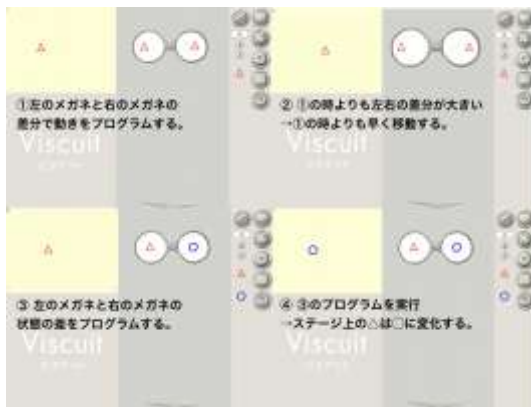 ①左のメガネと右のメガネの
差分で動きをプログラムする。
Viscuit
② ①の時よりも左右の差分が大きい
→①の時よりも早く移動する。
Viscuit
③ 左のメガネと右のメガネの
状態の差をプログラムする。
Viscuit
④ ③のプログラムを実行
→ステージ上の△は□に変化する。
Viscuit